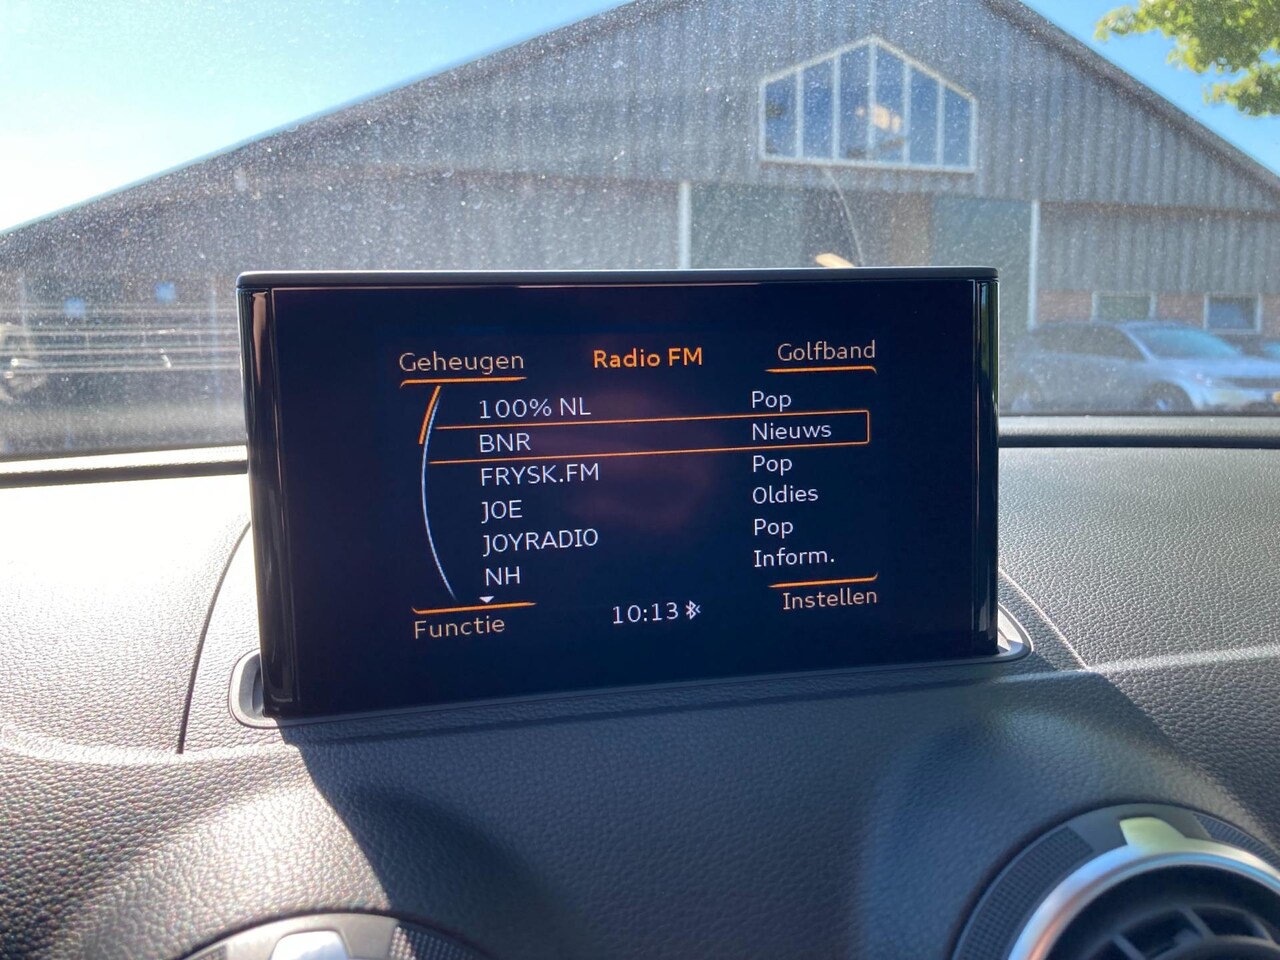 Geheugen Radio FM Golfband
100% NL Pop
BNR Nieuws
FRYSK.FM Pop
JOE Oldies
JOYRADIO Pop
NH Inform.
Functie 10:13 Instellen